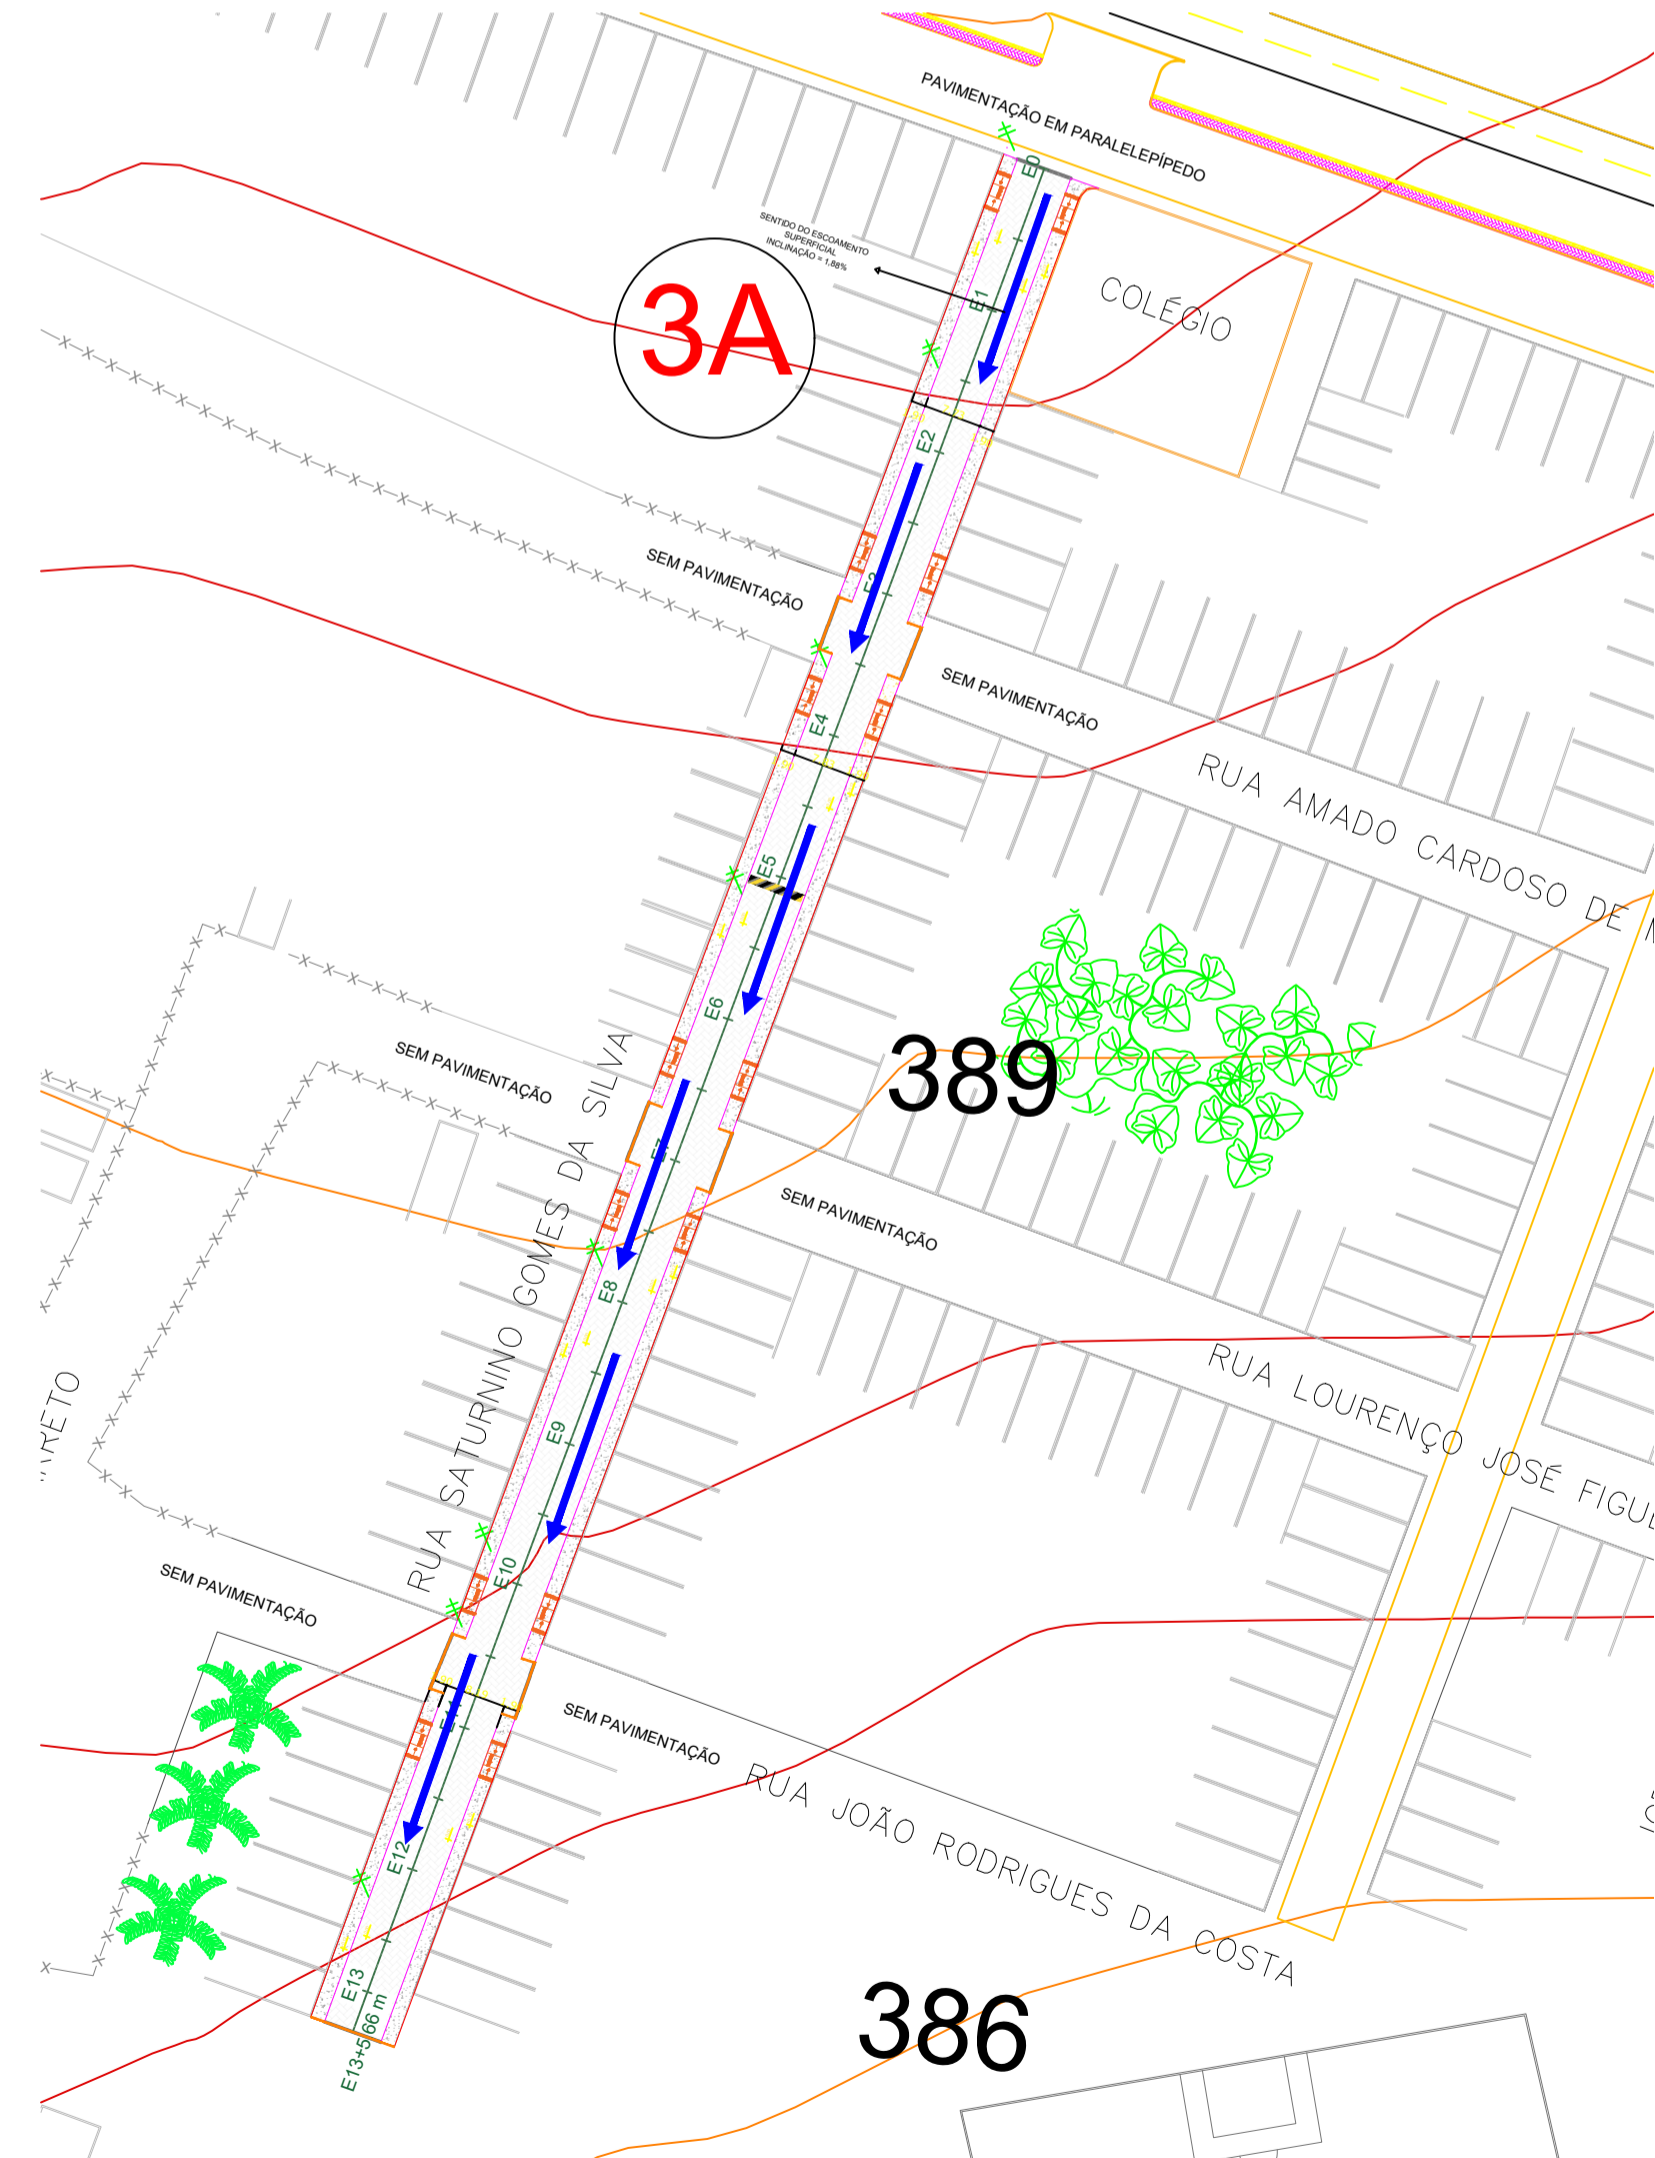 PAVIMENTAÇÃO EM PARALELEPÍPEDO
E0
SENTIDO DO ESCOAMENTO
SUPERFICIAL
INCLINAÇÃO = 1,88%
3A
E1
COLÉGIO
E2
SEM PAVIMENTAÇÃO
E3
SEM PAVIMENTAÇÃO
E4
RUA AMADO CARDOSO DE
E5
E6
389
SEM PAVIMENTAÇÃO
RUA SATURNINO GOMES DA SILVA
E7
SEM PAVIMENTAÇÃO
E8
RUA LOURENÇO JOSÉ
E9
E10
SEM PAVIMENTAÇÃO
E11
SEM PAVIMENTAÇÃO
RUA JOÃO RODRIGUES DA COSTA
E12
E13
E13+5,66 m
386